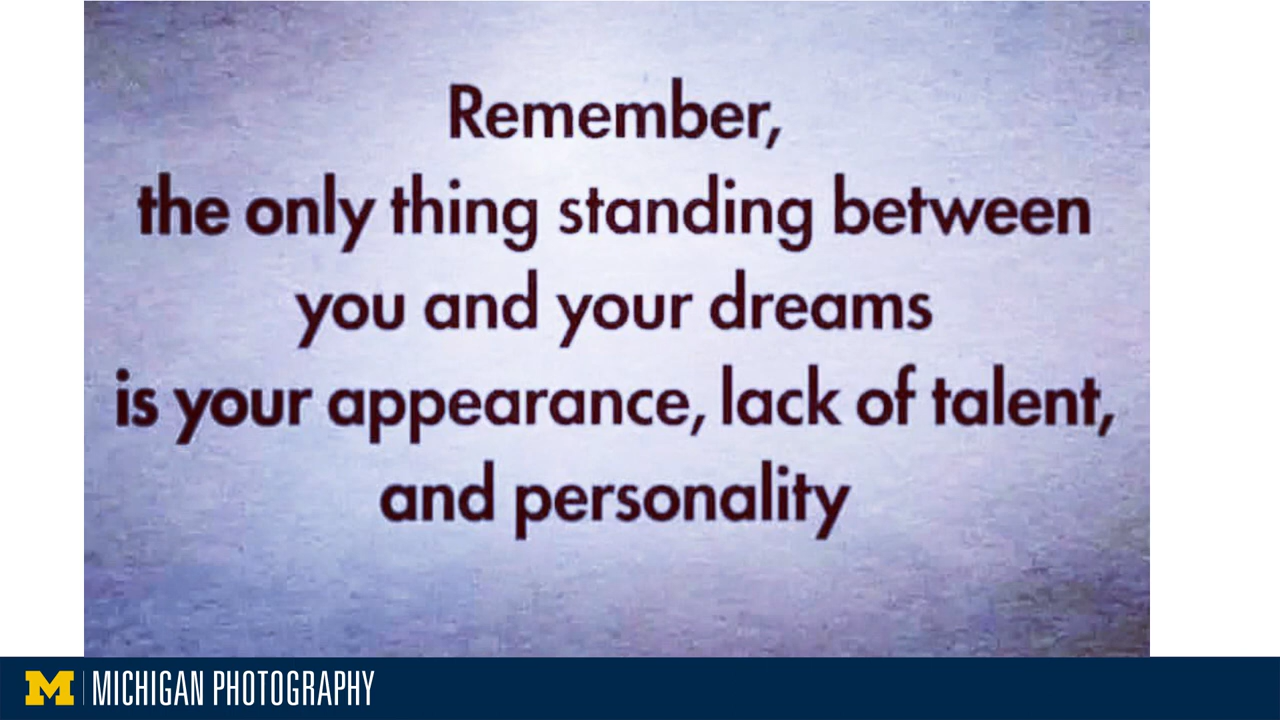 Remember,
the only thing standing between
you and your dreams
is your appearance, lack of talent,
and personality
M MICHIGAN PHOTOGRAPHY